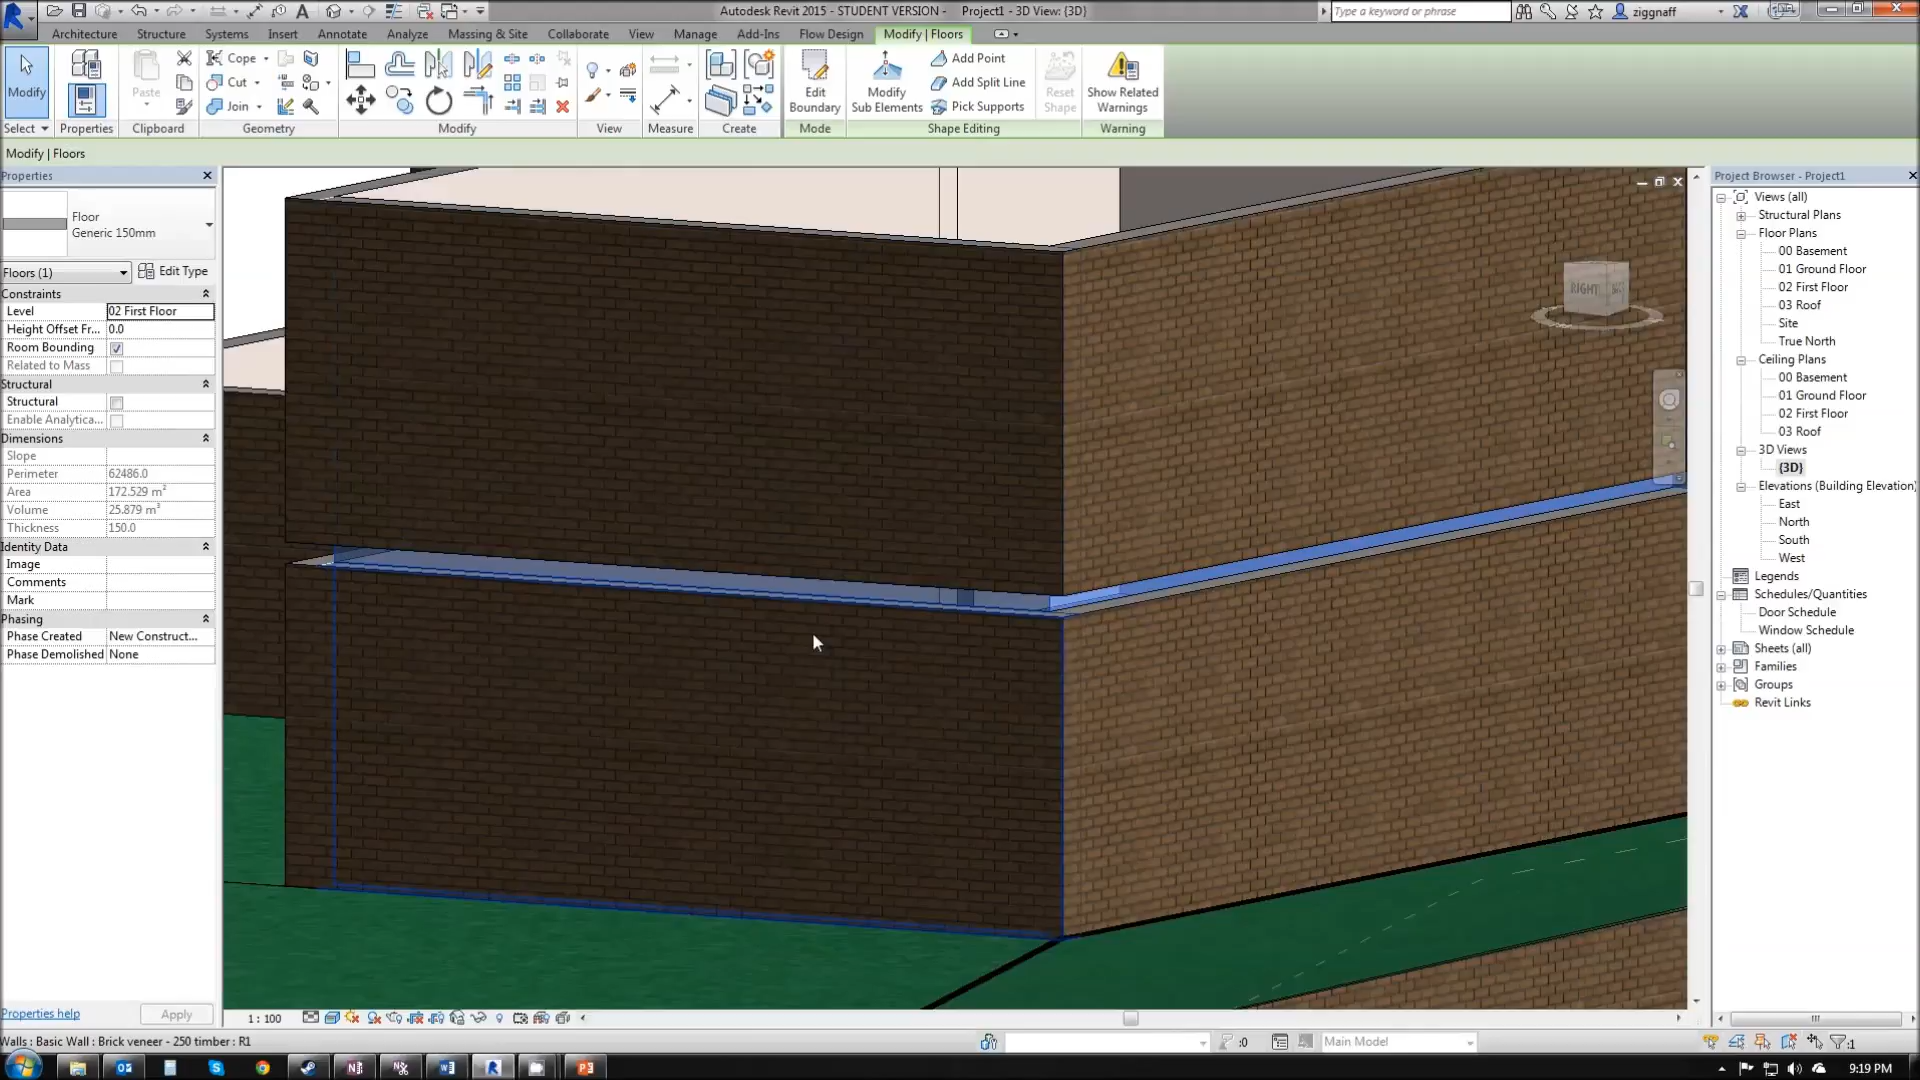 Autodesk Revit 2015 - STUDENT VERSION - Project1 - 3D View: {3D}
Type a keyword or phrase
ziggnaff
Architecture Structure Systems Insert Annotate Analyze Massing & Site Collaborate View Manage Add-Ins Flow Design Modify | Floors
Modify
Paste
Cope
Cut
Join
Edit Boundary
Modify Sub Elements
Add Point
Add Split Line
Pick Supports
Reset Shape
Show Related Warnings
Select Properties Clipboard Geometry Modify View Measure Create Mode Shape Editing Warning
Modify | Floors
Properties
Floor
Generic 150mm
Floors (1)
Edit Type
Constraints
Level 02 First Floor
Height Offset Fr... 0.0
Room Bounding
Related to Mass
Structural
Structural
Enable Analytica...
Dimensions
Slope
Perimeter 62486.0
Area 172.529 m²
Volume 25.879 m³
Thickness 150.0
Identity Data
Image
Comments
Mark
Phasing
Phase Created New Construct...
Phase Demolished None
Properties help
Apply
RIGHT
Project Browser - Project1
Views (all)
Structural Plans
Floor Plans
00 Basement
01 Ground Floor
02 First Floor
03 Roof
Site
True North
Ceiling Plans
00 Basement
01 Ground Floor
02 First Floor
03 Roof
3D Views
{3D}
Elevations (Building Elevation)
East
North
South
West
Legends
Schedules/Quantities
Door Schedule
Window Schedule
Sheets (all)
Families
Groups
Revit Links
1 : 100
Walls : Basic Wall : Brick veneer - 250 timber : R1
:0
Main Model
:1
9:19 PM